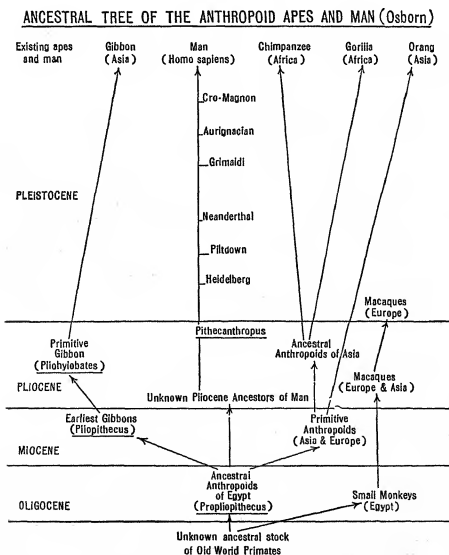 ANCESTRAL TREE OF THE ANTHROPOID APES AND MAN (Osborn)
Existing apes
and man
Gibbon
(Asia)
Man
(Homo sapiens)
Chimpanzee
(Africa)
Gorilla
(Africa)
Orang
(Asia)
Cro-Magnon
Aurignacian
Grimaldi
PLEISTOCENE
Neanderthal
Piltdown
Heidelberg
Macaques
(Europe)
Pithecanthropus
Primitive
Gibbon
(Pliohylobates)
Ancestral
Anthropoids of Asia
PLIOCENE
Macaques
(Europe & Asia)
Unknown Pliocene Ancestors of Man
Earliest Gibbons
(Pliopithecus)
Primitive
Anthropoids
(Asia & Europe)
MIOCENE
Ancestral
Anthropoids
of Egypt
(Propliopithecus)
Small Monkeys
(Egypt)
OLIGOCENE
Unknown ancestral stock
of Old World Primates